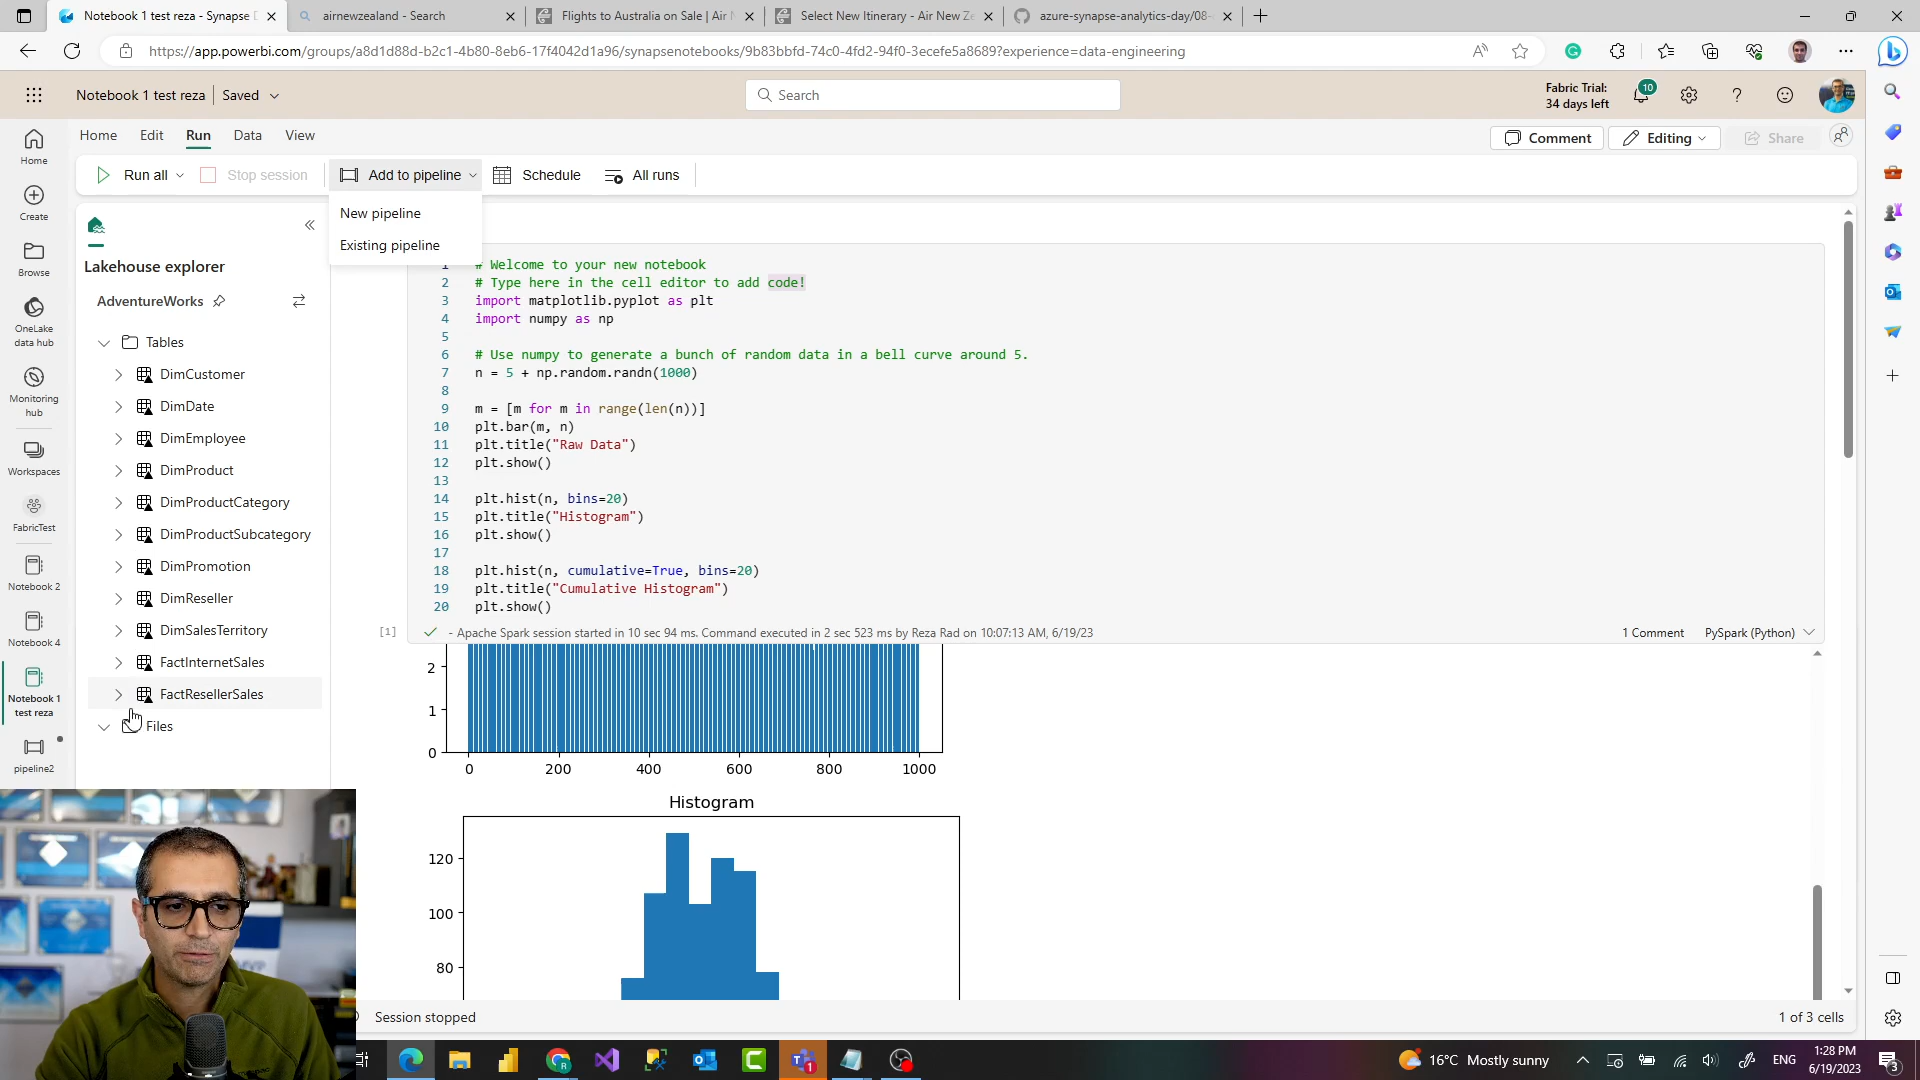 Notebook 1 test reza - Synapse D
airnewzealand - Search
Flights to Australia on Sale | Air N
Select New Itinerary - Air New Ze
azure-synapse-analytics-day/08-
https://app.powerbi.com/groups/a8d1d88d-b2c1-4b80-8eb6-17f4042d1a96/synapsenotebooks/9b83bbfd-74c0-4fd2-94f0-3ecefe5a8689?experience=data-engineering
Notebook 1 test reza
Saved
Search
Fabric Trial:
34 days left
10
Home
Edit
Run
Data
View
Comment
Editing
Share
Run all
Stop session
Add to pipeline
Schedule
All runs
New pipeline
Existing pipeline
Home
Create
Browse
OneLake
data hub
Monitoring
hub
Workspaces
FabricTest
Notebook 2
Notebook 4
Notebook 1
test reza
pipeline2
Lakehouse explorer
AdventureWorks
Tables
DimCustomer
DimDate
DimEmployee
DimProduct
DimProductCategory
DimProductSubcategory
DimPromotion
DimReseller
DimSalesTerritory
FactInternetSales
FactResellerSales
Files
1 # Welcome to your new notebook
2 # Type here in the cell editor to add code!
3 import matplotlib.pyplot as plt
4 import numpy as np
5
6 # Use numpy to generate a bunch of random data in a bell curve around 5.
7 n = 5 + np.random.randn(1000)
8
9 m = [m for m in range(len(n))]
10 plt.bar(m, n)
11 plt.title("Raw Data")
12 plt.show()
13
14 plt.hist(n, bins=20)
15 plt.title("Histogram")
16 plt.show()
17
18 plt.hist(n, cumulative=True, bins=20)
19 plt.title("Cumulative Histogram")
20 plt.show()
[1]
- Apache Spark session started in 10 sec 94 ms. Command executed in 2 sec 523 ms by Reza Rad on 10:07:13 AM, 6/19/23
1 Comment
PySpark (Python)
2
1
0
0 200 400 600 800 1000
Histogram
120
100
80
Session stopped
1 of 3 cells
16°C Mostly sunny
ENG
1:28 PM
6/19/2023
3